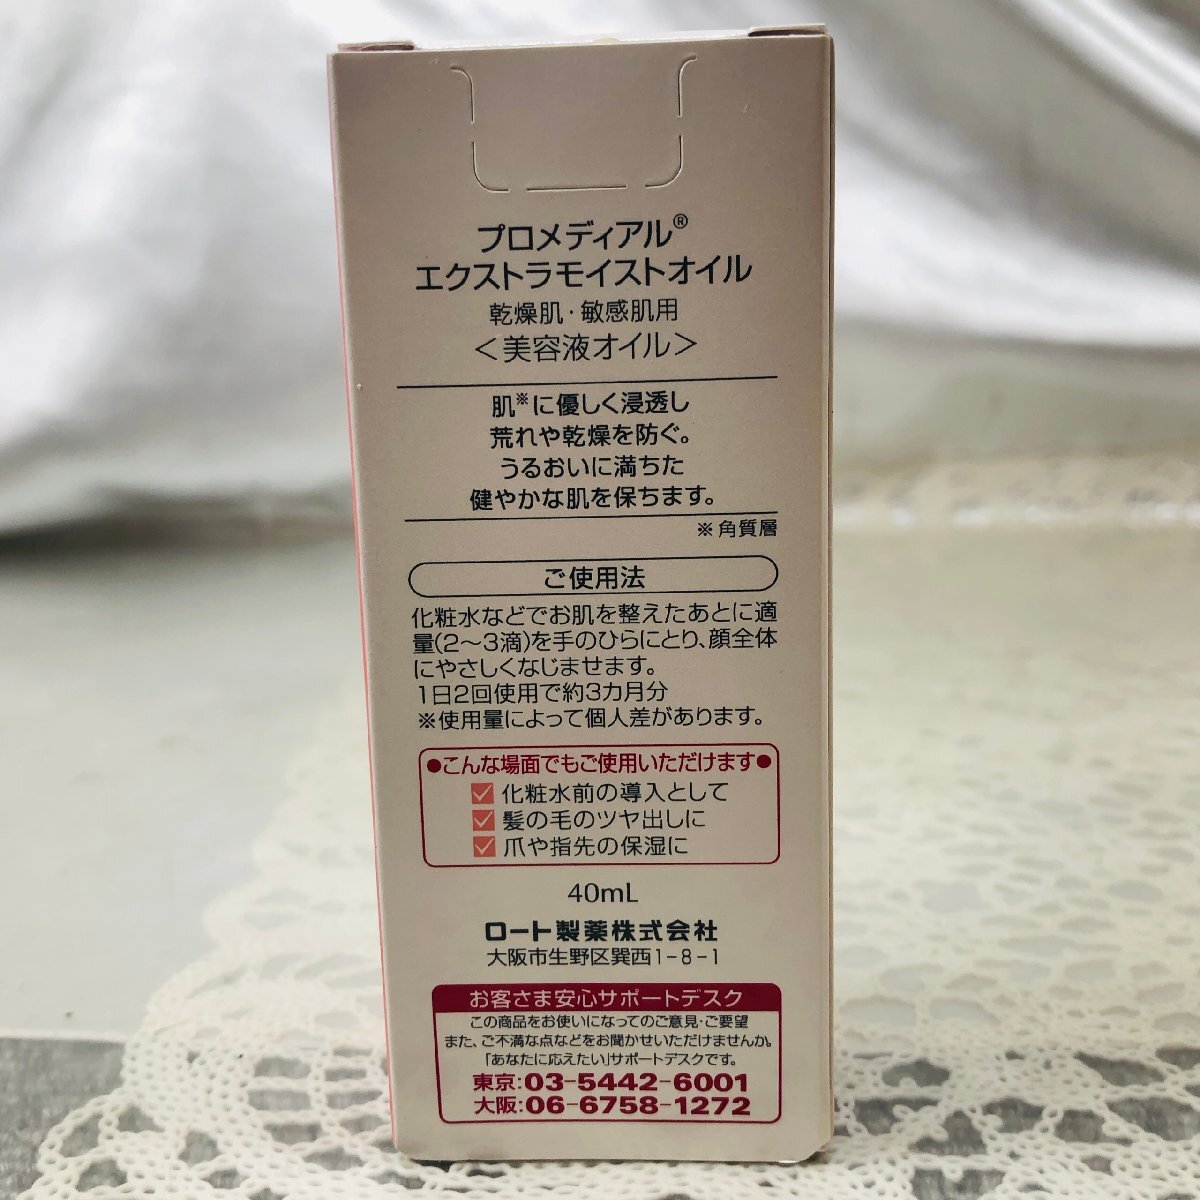 プロメディアル®
エクストラモイストオイル
乾燥肌・敏感肌用
＜美容液オイル＞
肌※に優しく浸透し
荒れや乾燥を防ぐ。
うるおいに満ちた
健やかな肌を保ちます。
※角質層
ご使用法
化粧水などでお肌を整えたあとに適
量(2〜3滴)を手のひらにとり、顔全体
にやさしくなじませます。
1日2回使用で約3カ月分
※使用量によって個人差があります。
●こんな場面でもご使用いただけます●
☑ 化粧水前の導入として
☑ 髪の毛のツヤ出しに
☑ 爪や指先の保湿に
40mL
ロート製薬株式会社
大阪市生野区巽西1-8-1
お客さま安心サポートデスク
この商品をお使いになってのご意見・ご要望
また、ご不満な点などをお聞かせいただけませんか。
「あなたに応えたい」サポートデスクです。
東京:03-5442-6001
大阪:06-6758-1272